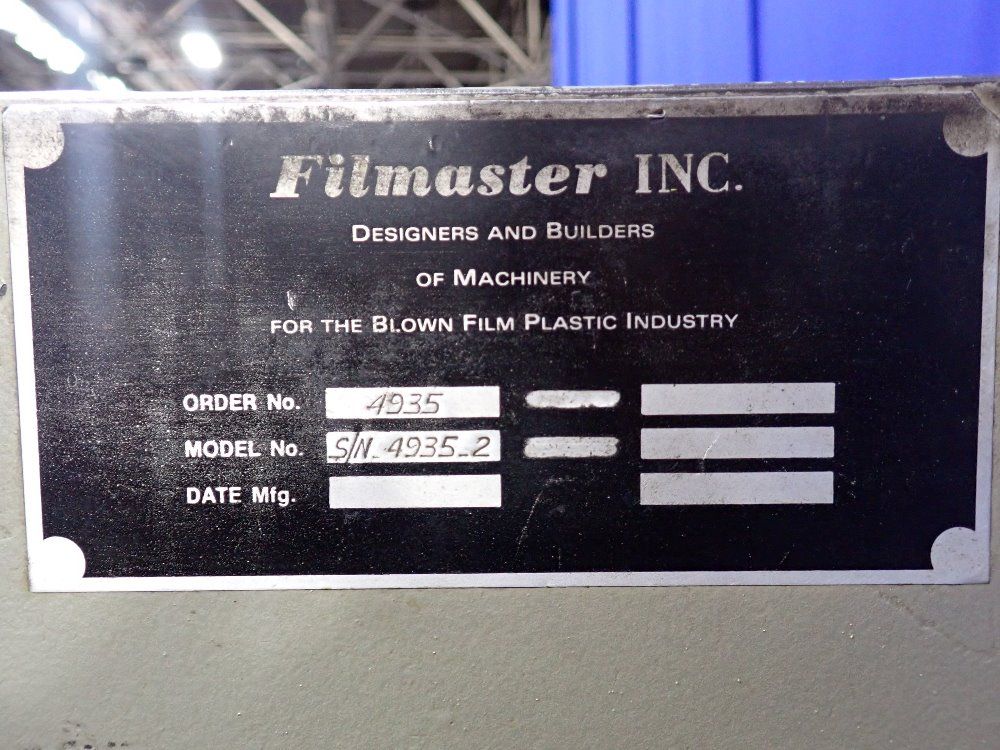 Filmaster INC.
DESIGNERS AND BUILDERS
OF MACHINERY
FOR THE BLOWN FILM PLASTIC INDUSTRY
ORDER No. 4935
MODEL No. S/N-4935-2
DATE Mfg.